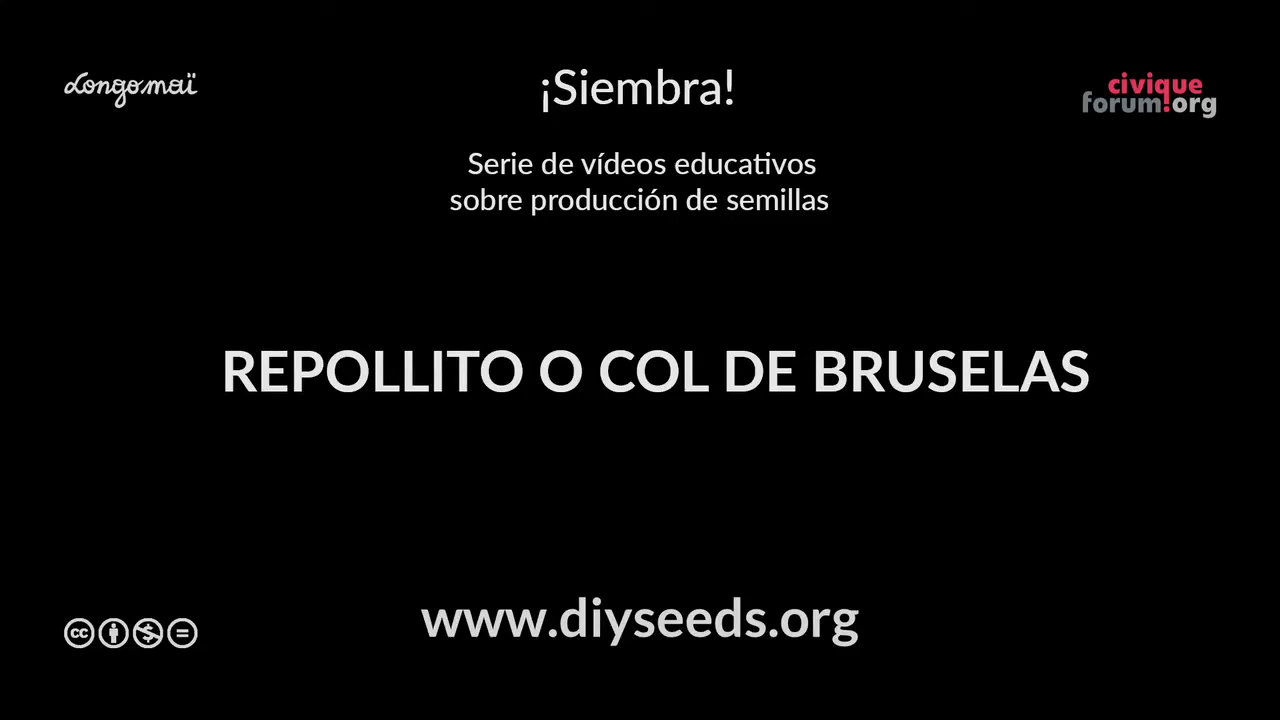 Longo maï
¡Siembra!
civique
forum!org
Serie de vídeos educativos
sobre producción de semillas
REPOLLITO O COL DE BRUSELAS
www.diyseeds.org
cc $ =